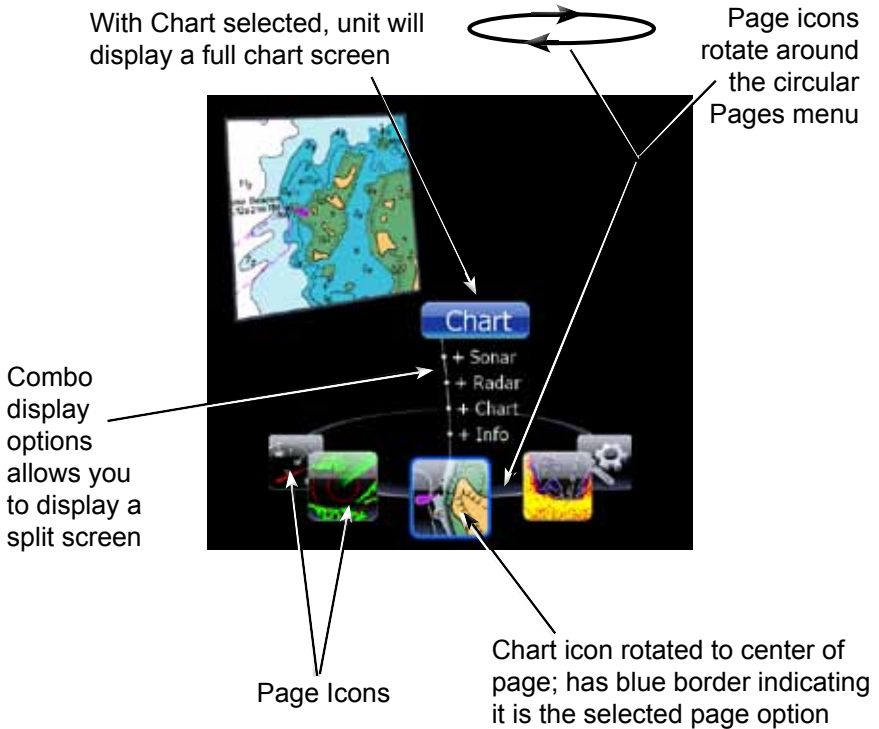 With Chart selected, unit will
display a full chart screen
Page icons
rotate around
the circular
Pages menu
Chart
+ Sonar
+ Radar
+ Chart
+ Info
Combo
display
options
allows you
to display a
split screen
Page Icons
Chart icon rotated to center of
page; has blue border indicating
it is the selected page option